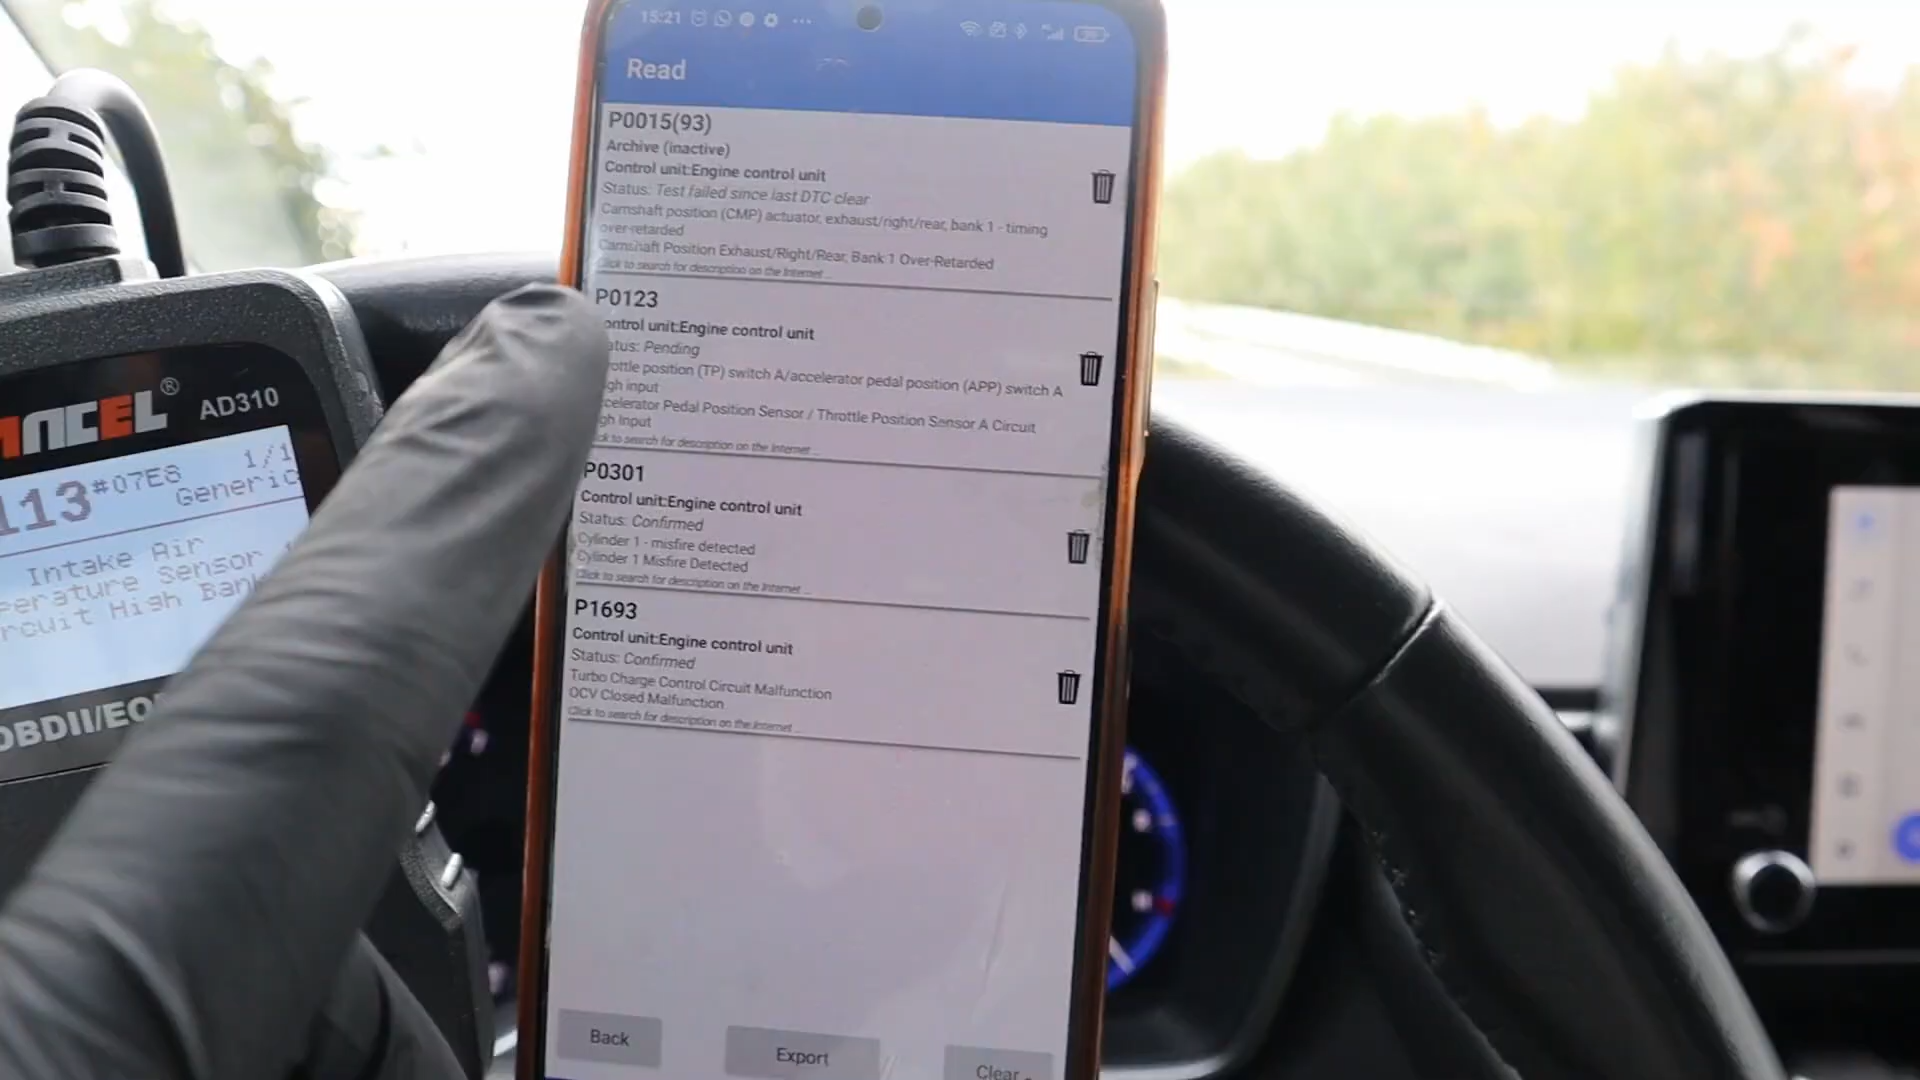 15:21
Read
P0015(93)
Archive (inactive)
Control unit:Engine control unit
Status: Test failed since last DTC clear
Camshaft position (CMP) actuator, exhaust/right/rear, bank 1 - timing
over-retarded
Camshaft Position Exhaust/Right/Rear, Bank 1 Over-Retarded
Click to search for description on the Internet ...
P0123
ontrol unit:Engine control unit
atus: Pending
rottle position (TP) switch A/accelerator pedal position (APP) switch A
gh input
celerator Pedal Position Sensor / Throttle Position Sensor A Circuit
gh Input
ck to search for description on the Internet ...
P0301
Control unit:Engine control unit
Status: Confirmed
Cylinder 1 - misfire detected
Cylinder 1 Misfire Detected
Click to search for description on the Internet ...
P1693
Control unit:Engine control unit
Status: Confirmed
Turbo Charge Control Circuit Malfunction
OCV Closed Malfunction
Click to search for description on the Internet ...
Back
Export
Clear
ANCEL® AD310
113 #07E8 1/1
Generic
Intake Air
perature Sensor
rcuit High Bank
OBDII/EO